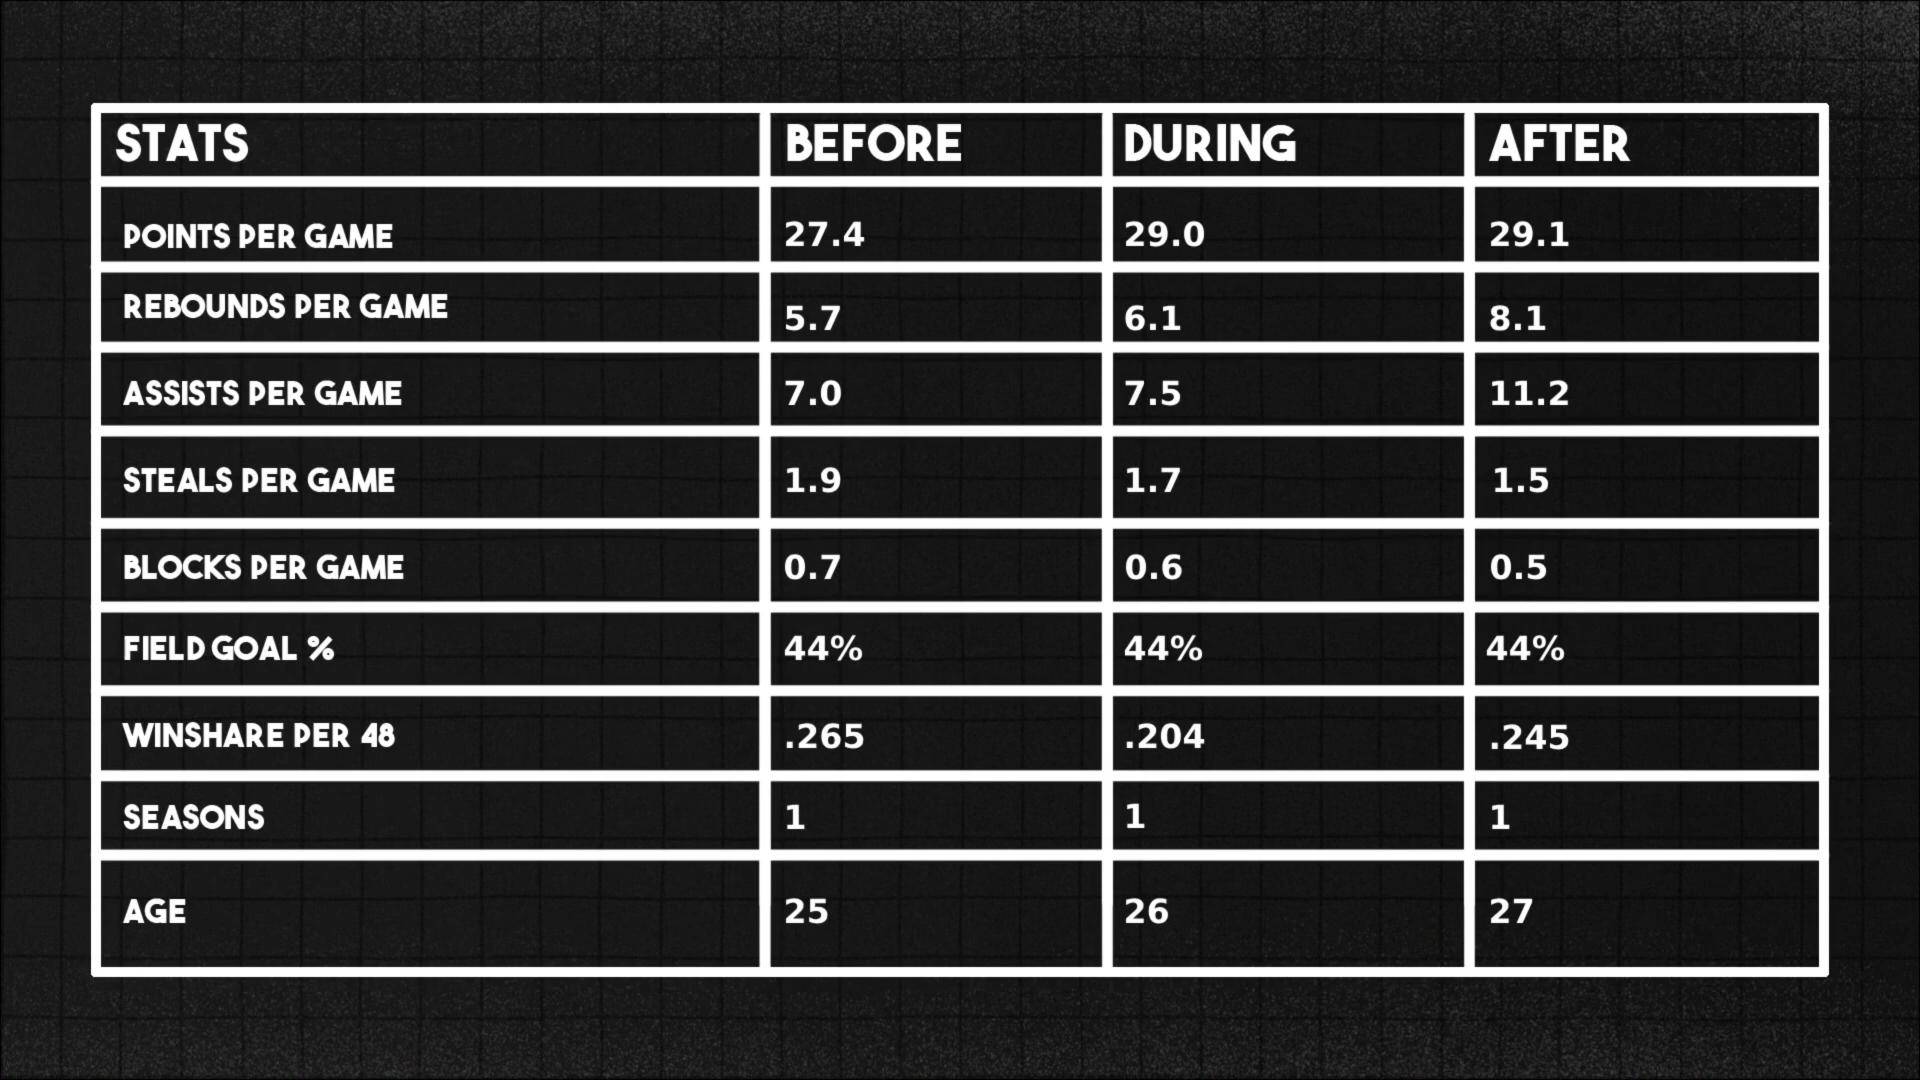 STATS BEFORE DURING AFTER
POINTS PER GAME 27.4 29.0 29.1
REBOUNDS PER GAME 5.7 6.1 8.1
ASSISTS PER GAME 7.0 7.5 11.2
STEALS PER GAME 1.9 1.7 1.5
BLOCKS PER GAME 0.7 0.6 0.5
FIELD GOAL % 44% 44% 44%
WINSHARE PER 48 .265 .204 .245
SEASONS 1 1 1
AGE 25 26 27